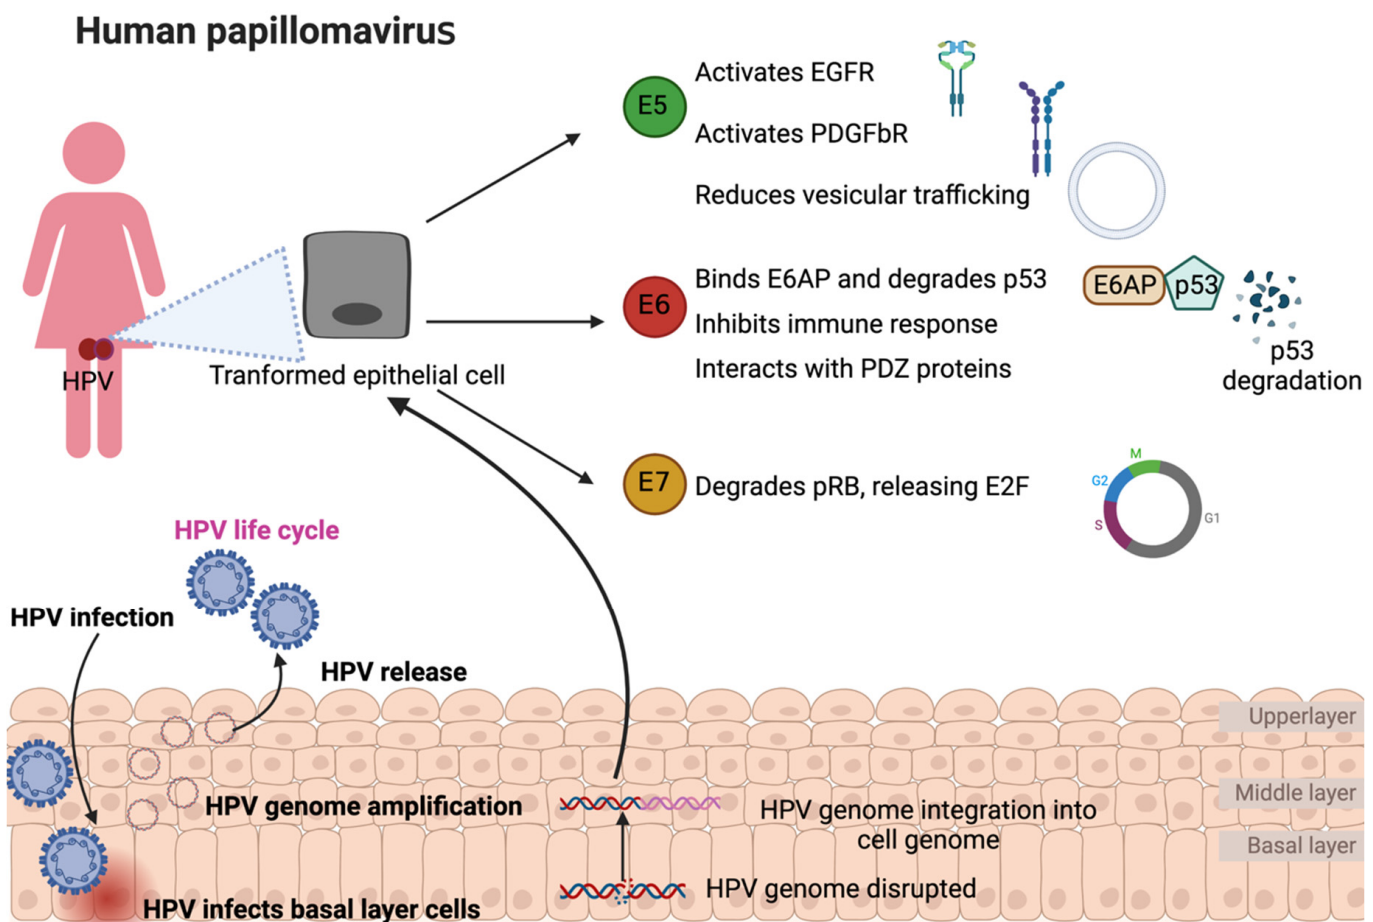 Human papillomavirus
E5
Activates EGFR
Activates PDGFbR
Reduces vesicular trafficking
E6
Binds E6AP and degrades p53
Inhibits immune response
Interacts with PDZ proteins
E6AP
p53
p53
degradation
HPV
Tranformed epithelial cell
E7
Degrades pRB, releasing E2F
M
G2
S
G1
HPV life cycle
HPV infection
HPV release
Upperlayer
Middle layer
Basal layer
HPV genome amplification
HPV genome integration into
cell genome
HPV genome disrupted
HPV infects basal layer cells